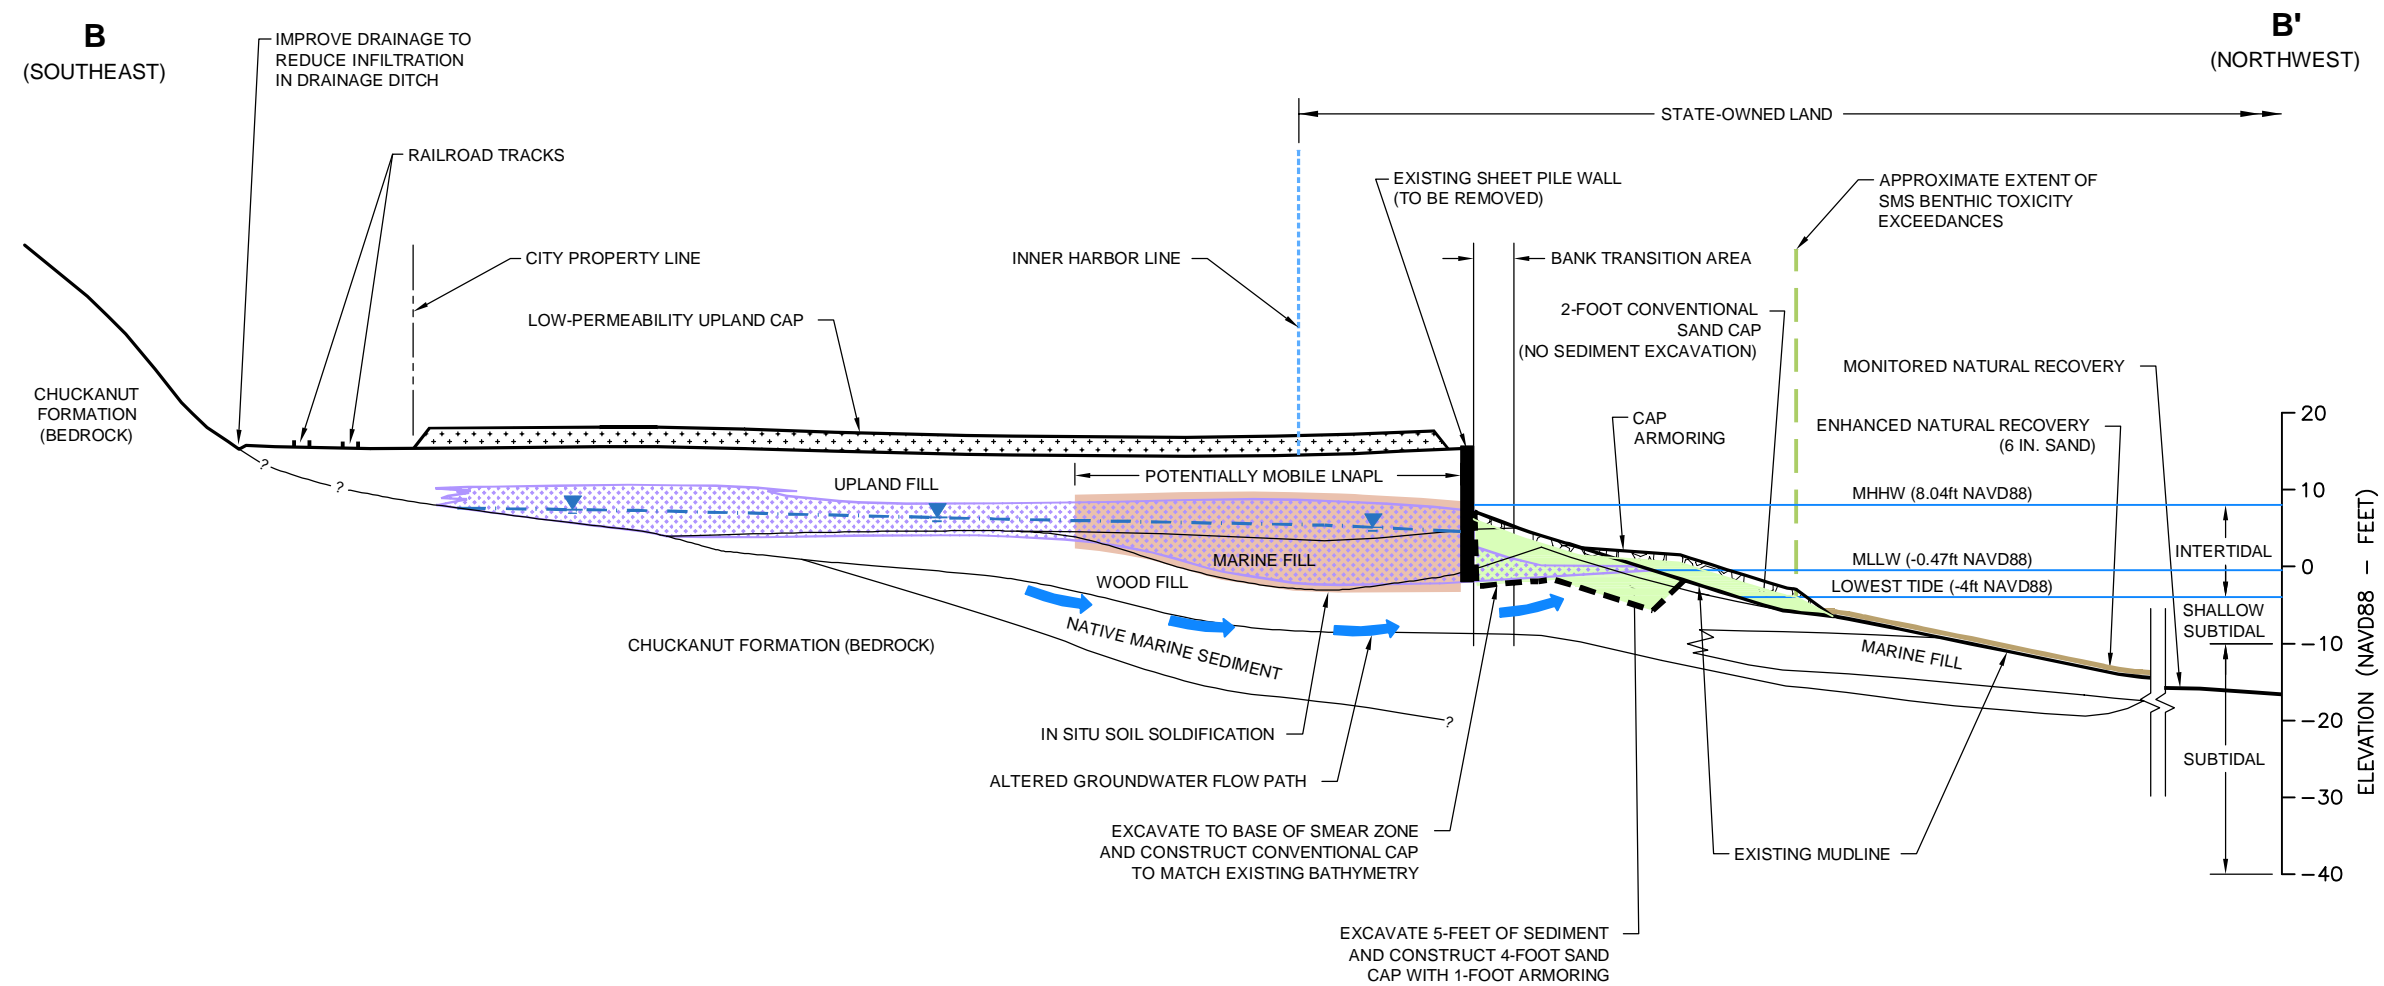 B
(SOUTHEAST)
B'
(NORTHWEST)
IMPROVE DRAINAGE TO
REDUCE INFILTRATION
IN DRAINAGE DITCH
STATE-OWNED LAND
RAILROAD TRACKS
EXISTING SHEET PILE WALL
(TO BE REMOVED)
APPROXIMATE EXTENT OF
SMS BENTHIC TOXICITY
EXCEEDANCES
CITY PROPERTY LINE
INNER HARBOR LINE
BANK TRANSITION AREA
LOW-PERMEABILITY UPLAND CAP
2-FOOT CONVENTIONAL
SAND CAP
(NO SEDIMENT EXCAVATION)
MONITORED NATURAL RECOVERY
CHUCKANUT
FORMATION
(BEDROCK)
CAP
ARMORING
ENHANCED NATURAL RECOVERY
(6 IN. SAND)
?
?
UPLAND FILL
POTENTIALLY MOBILE LNAPL
MHHW (8.04ft NAVD88)
MLLW (-0.47ft NAVD88)
LOWEST TIDE (-4ft NAVD88)
MARINE FILL
WOOD FILL
NATIVE MARINE SEDIMENT
CHUCKANUT FORMATION (BEDROCK)
MARINE FILL
?
INTERTIDAL
SHALLOW
SUBTIDAL
SUBTIDAL
20
10
0
-10
-20
-30
-40
ELEVATION (NAVD88 - FEET)
IN SITU SOIL SOLDIFICATION
ALTERED GROUNDWATER FLOW PATH
EXCAVATE TO BASE OF SMEAR ZONE
AND CONSTRUCT CONVENTIONAL CAP
TO MATCH EXISTING BATHYMETRY
EXISTING MUDLINE
EXCAVATE 5-FEET OF SEDIMENT
AND CONSTRUCT 4-FOOT SAND
CAP WITH 1-FOOT ARMORING